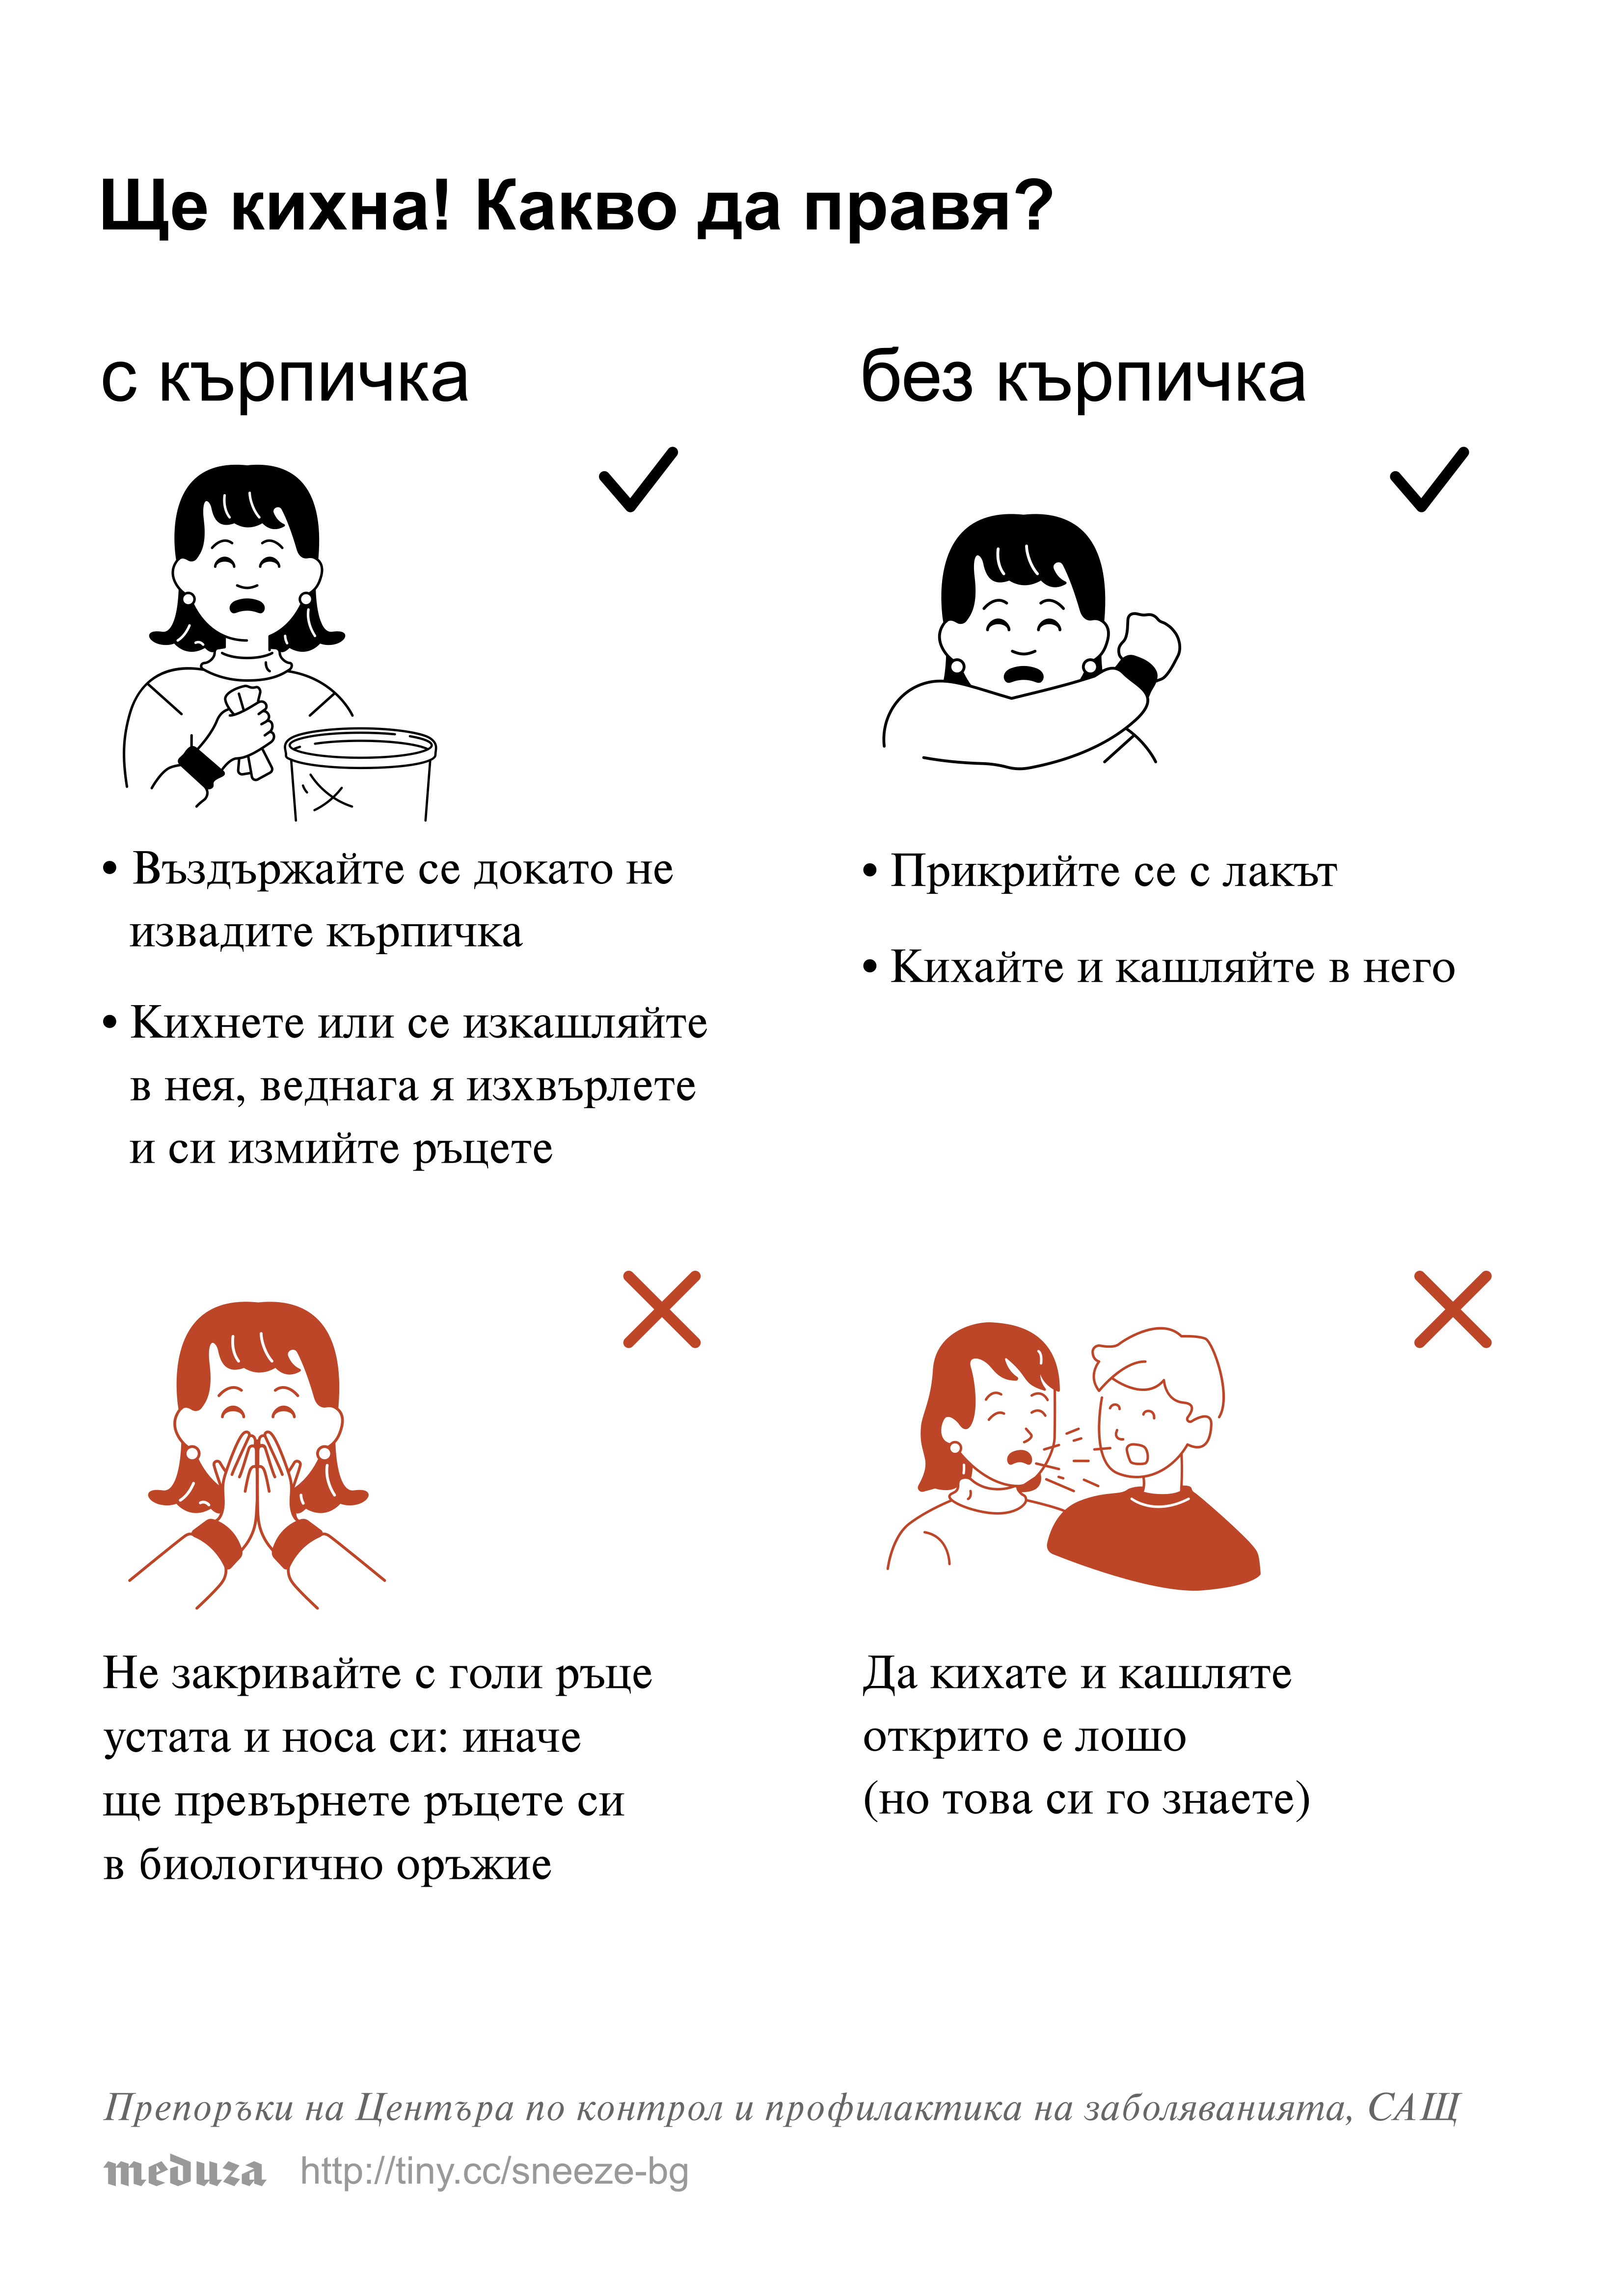 Ще кихна! Какво да правя?
с кърпичка
• Въздържайте се докато не
извадите кърпичка
• Кихнете или се изкашляйте
в нея, веднага я изхвърлете
и си измийте ръцете
без кърпичка
• Прикрийте се с лакът
• Кихайте и кашляйте в него
Не закривайте с голи ръце
устата и носа си: иначе
ще превърнете ръцете си
в биологично оръжие
Да кихате и кашляте
открито е лошо
(но това си го знаете)
Препоръки на Центъра по контрол и профилактика на заболяванията, САЩ
meduza http://tiny.cc/sneeze-bg